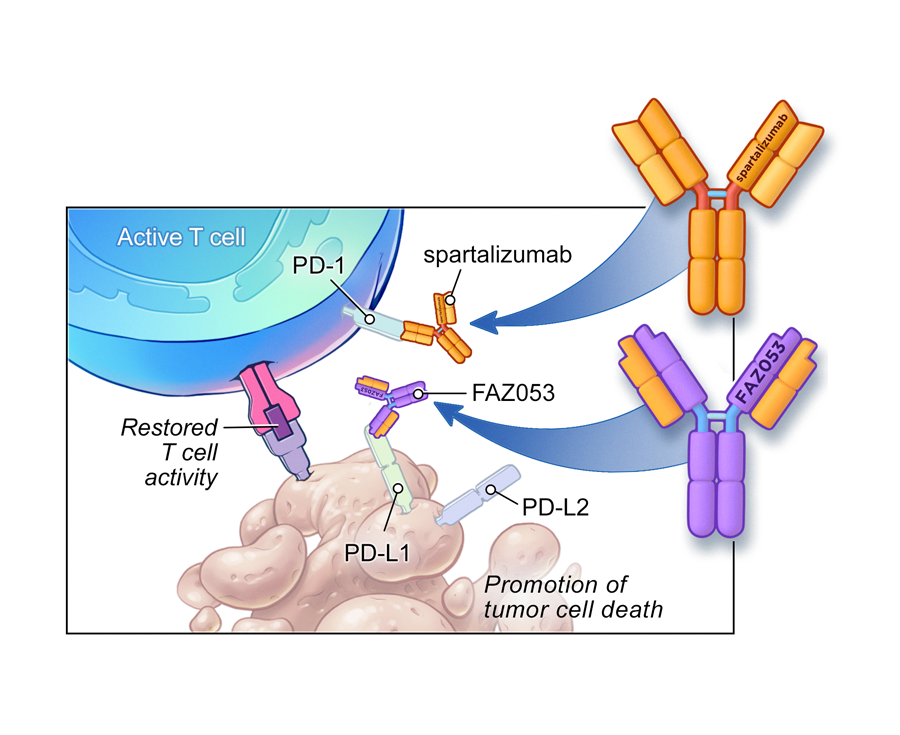 spartalizumab
Active T cell
PD-1
spartalizumab
FAZ053
FAZ053
FAZ053
Restored
T cell
activity
PD-L2
PD-L1
Promotion of
tumor cell death